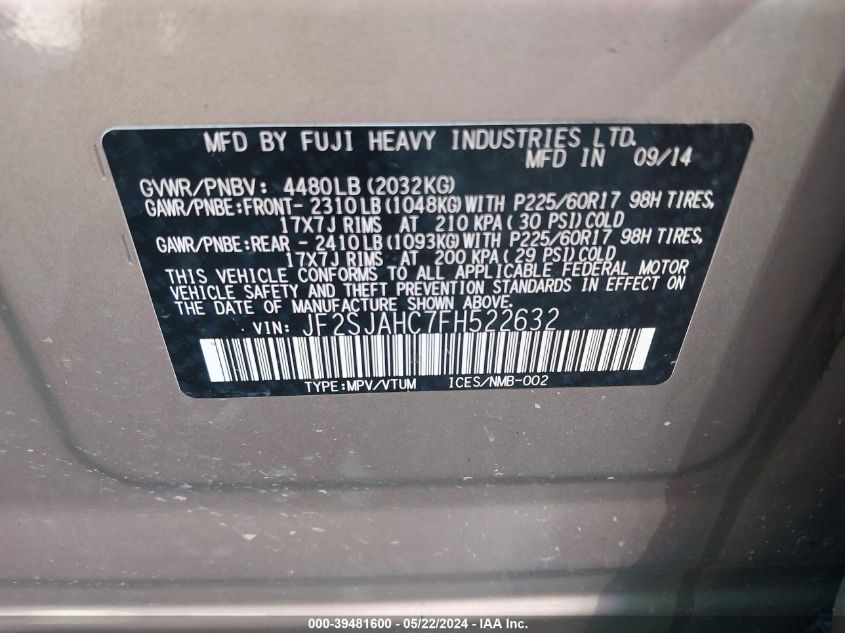 MFD BY FUJI HEAVY INDUSTRIES LTD.
MFD IN 09/14
GVWR/PNBV: 4480LB (2032KG)
GAWR/PNBE:FRONT- 2310LB (1048KG) WITH P225/60R17 98H TIRES,
17X7J RIMS AT 210 KPA ( 30 PSI) COLD
GAWR/PNBE:REAR - 2410LB (1093KG) WITH P225/60R17 98H TIRES,
17X7J RIMS AT 200 KPA ( 29 PSI) COLD
THIS VEHICLE CONFORMS TO ALL APPLICABLE FEDERAL MOTOR
VEHICLE SAFETY AND THEFT PREVENTION STANDARDS IN EFFECT ON
THE DATE OF MANUFACTURE SHOWN ABOVE.
VIN: JF2SJAHC7FH522632
TYPE:MPV/VTUM ICES/NMB-002
000-39481600 - 05/22/2024 - IAA Inc.